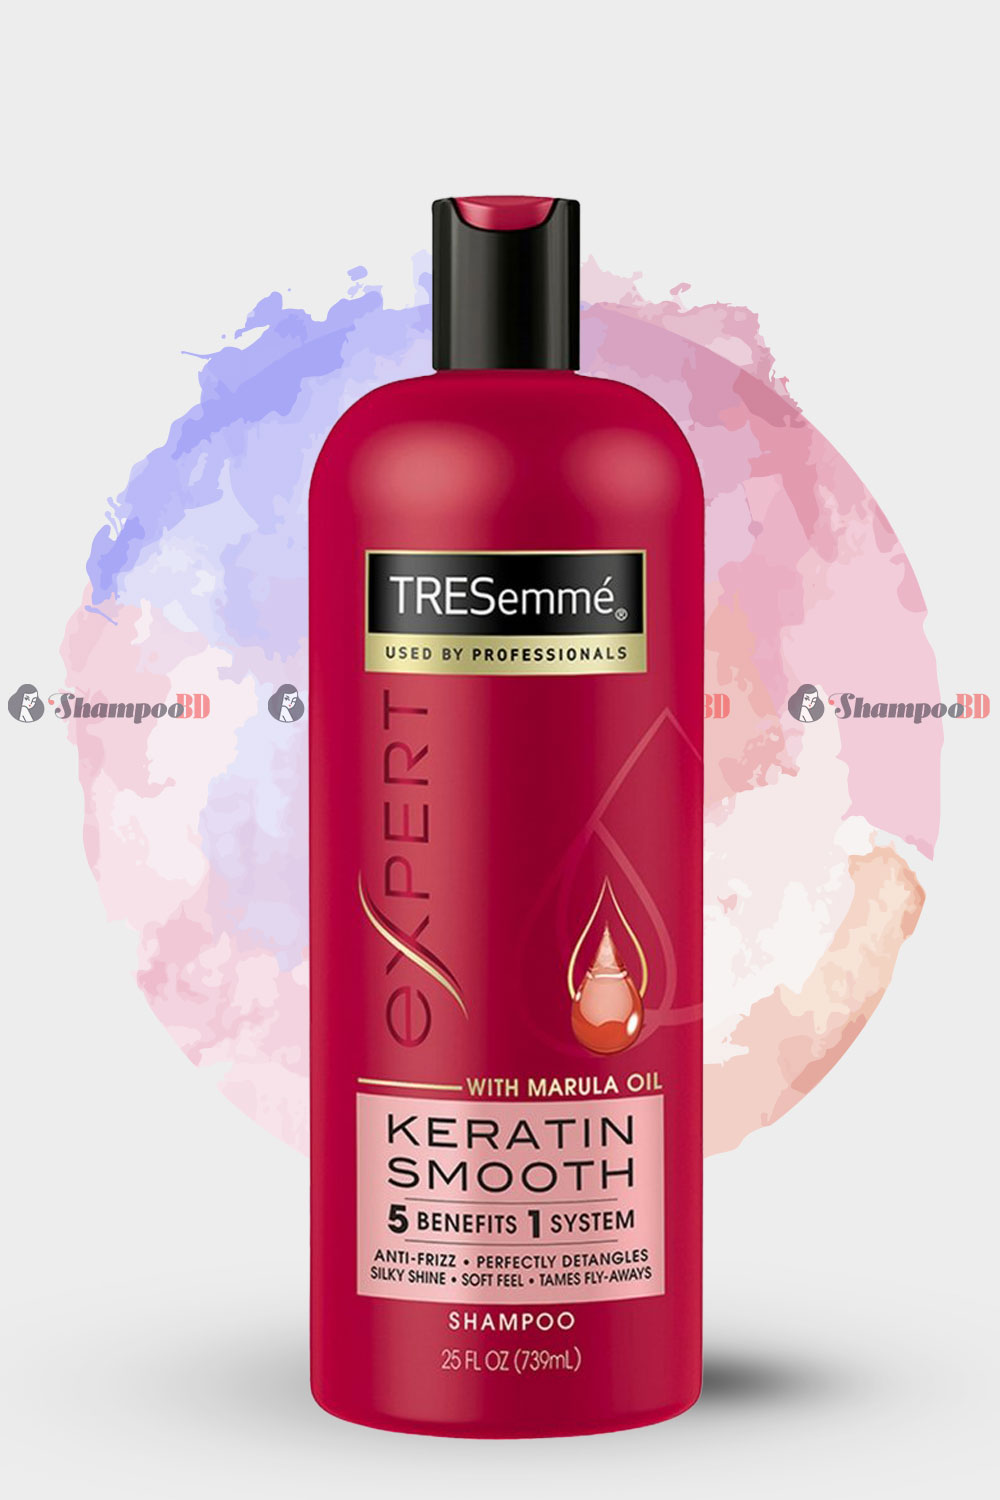 TRESemmé®
USED BY PROFESSIONALS
eXPERT
ShampooBD
BD
ShampooBD
WITH MARULA OIL
KERATIN
SMOOTH
5 BENEFITS 1 SYSTEM
ANTI-FRIZZ • PERFECTLY DETANGLES
SILKY SHINE • SOFT FEEL • TAMES FLY-AWAYS
SHAMPOO
25 FL OZ (739mL)